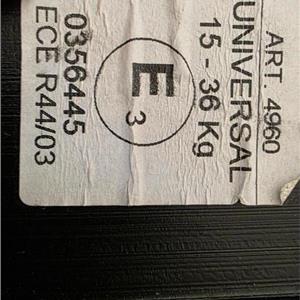 ART. 4960
UNIVERSAL
15 - 36 Kg
E
3
0356445
ECE R44/03